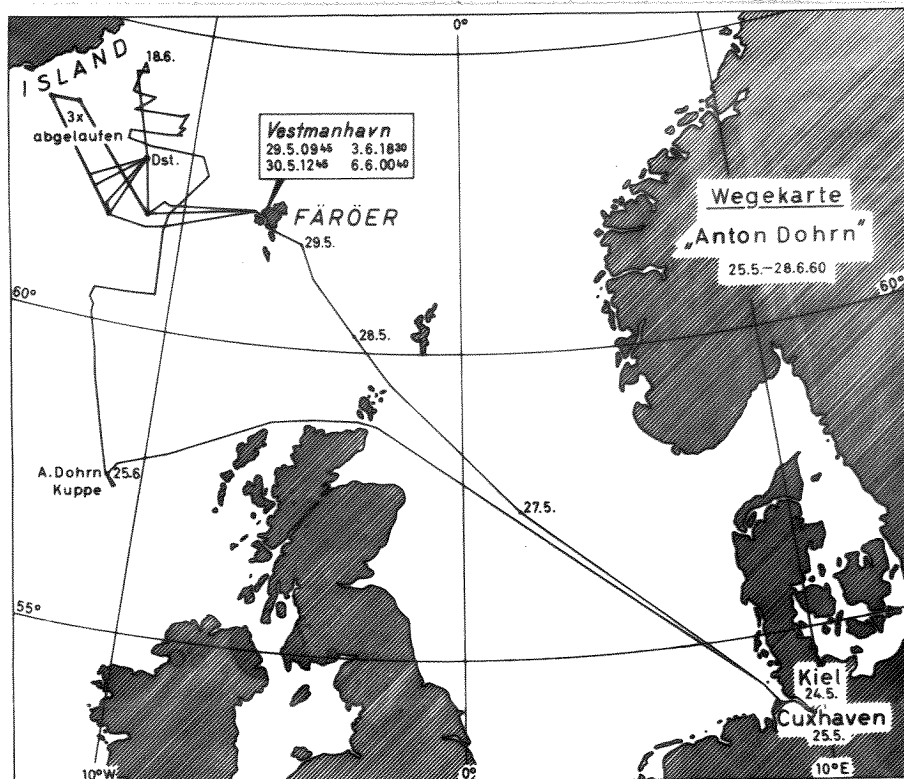 0°
ISLAND
18.6.
3x
abgelaufen
Dst.
Vestmanhavn
29.5.09⁴⁵ 3.6.18³⁰
30.5.12⁴⁵ 6.6.00⁴⁰
FÄRÖER
29.5.
Wegekarte
„Anton Dohrn"
25.5.–28.6.60
60°
60°
28.5.
A.Dohrn
Kuppe
25.6
27.5.
55°
Kiel
24.5.
Cuxhaven
25.5.
10°W
0°
10°E